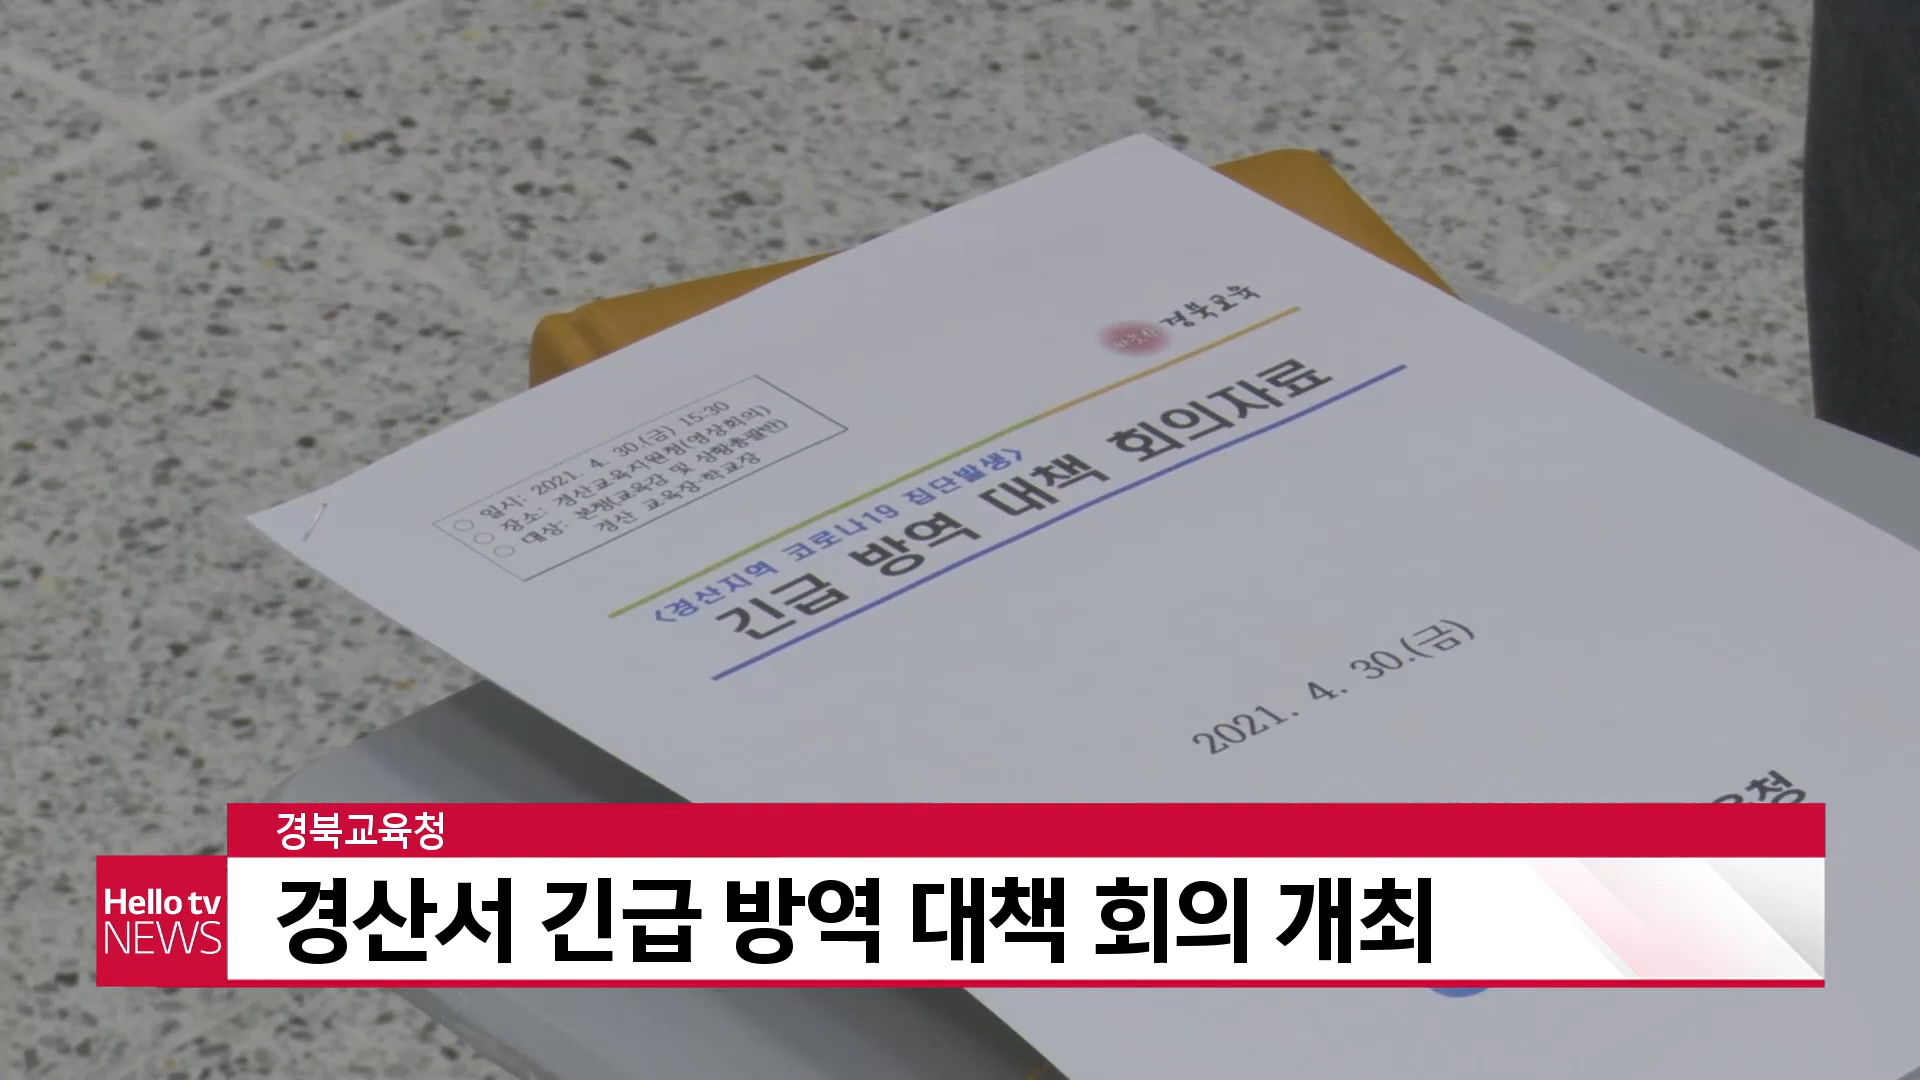 경북교육
○ 일시: 2021. 4. 30.(금) 15:30
○ 장소: 경산교육지원청(영상회의)
○ 대상: 본청(교육감 및 상황총괄반)
경산 교육장·학교장
<경산지역 코로나19 집단발생>
긴급 방역 대책 회의자료
2021. 4. 30.(금)
육청
경북교육청
경산서 긴급 방역 대책 회의 개최
Hello tv
NEWS